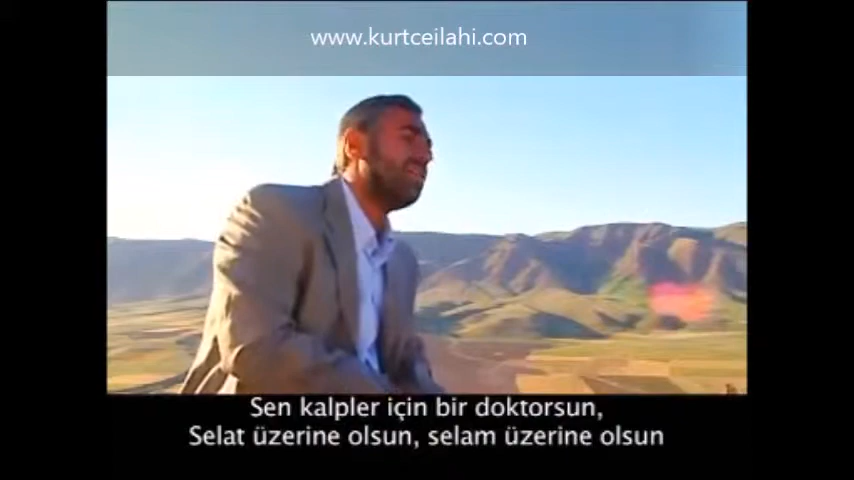 www.kurtceilahi.com
Sen kalpler için bir doktorsun,
Selat üzerine olsun, selam üzerine olsun